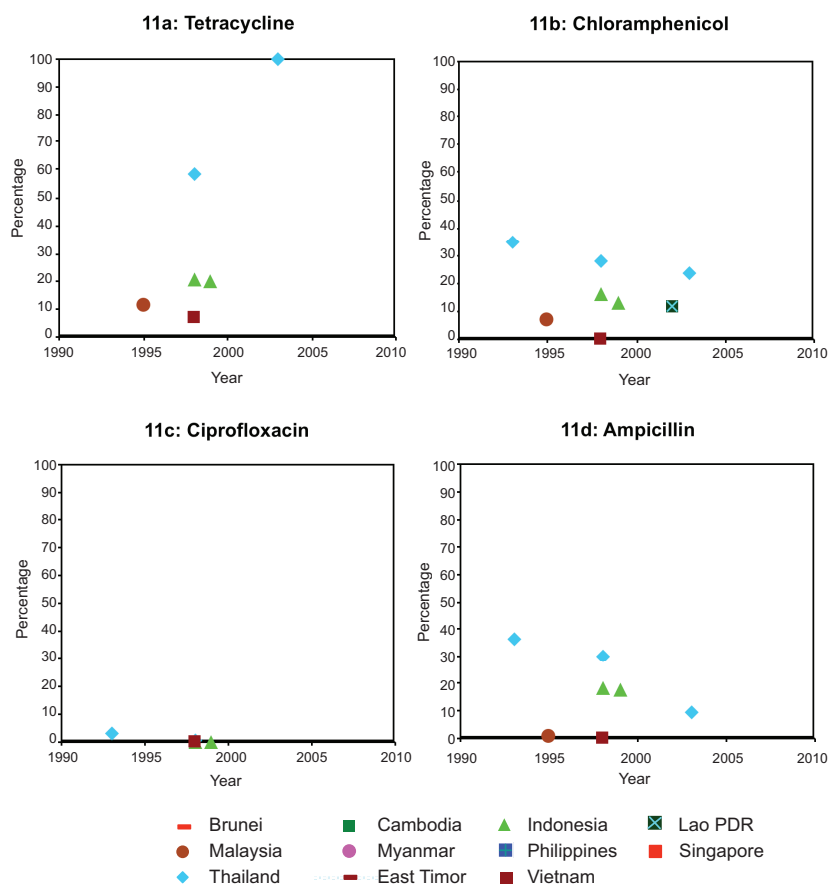 11a: Tetracycline
100
90
80
70
60
50
40
30
20
10
0
Percentage
1990 1995 2000 2005 2010
Year
11b: Chloramphenicol
100
90
80
70
60
50
40
30
20
10
0
Percentage
1990 1995 2000 2005 2010
Year
11c: Ciprofloxacin
100
90
80
70
60
50
40
30
20
10
0
Percentage
1990 1995 2000 2005 2010
Year
11d: Ampicillin
100
90
80
70
60
50
40
30
20
10
0
Percentage
1990 1995 2000 2005 2010
Year
Brunei Cambodia Indonesia Lao PDR
Malaysia Myanmar Philippines Singapore
Thailand East Timor Vietnam